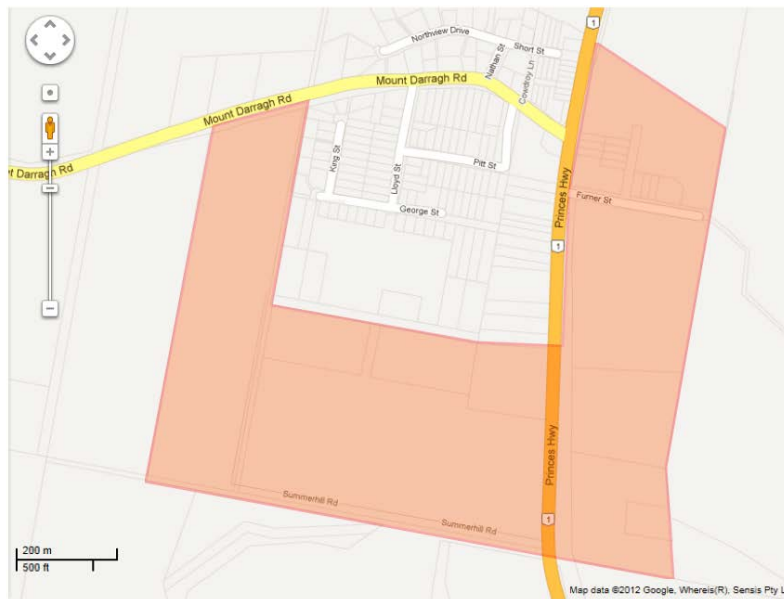 1
Northview Drive
Short St
Nathan St
Cowdroy Ln
Mount Darragh Rd
Mount Darragh Rd
Darragh Rd
King St
Lloyd St
Pitt St
George St
Princes Hwy
Furner St
1
Princes Hwy
Summerhill Rd
Summerhill Rd
1
200 m
500 ft
Map data ©2012 Google, Whereis(R), Sensis Pty